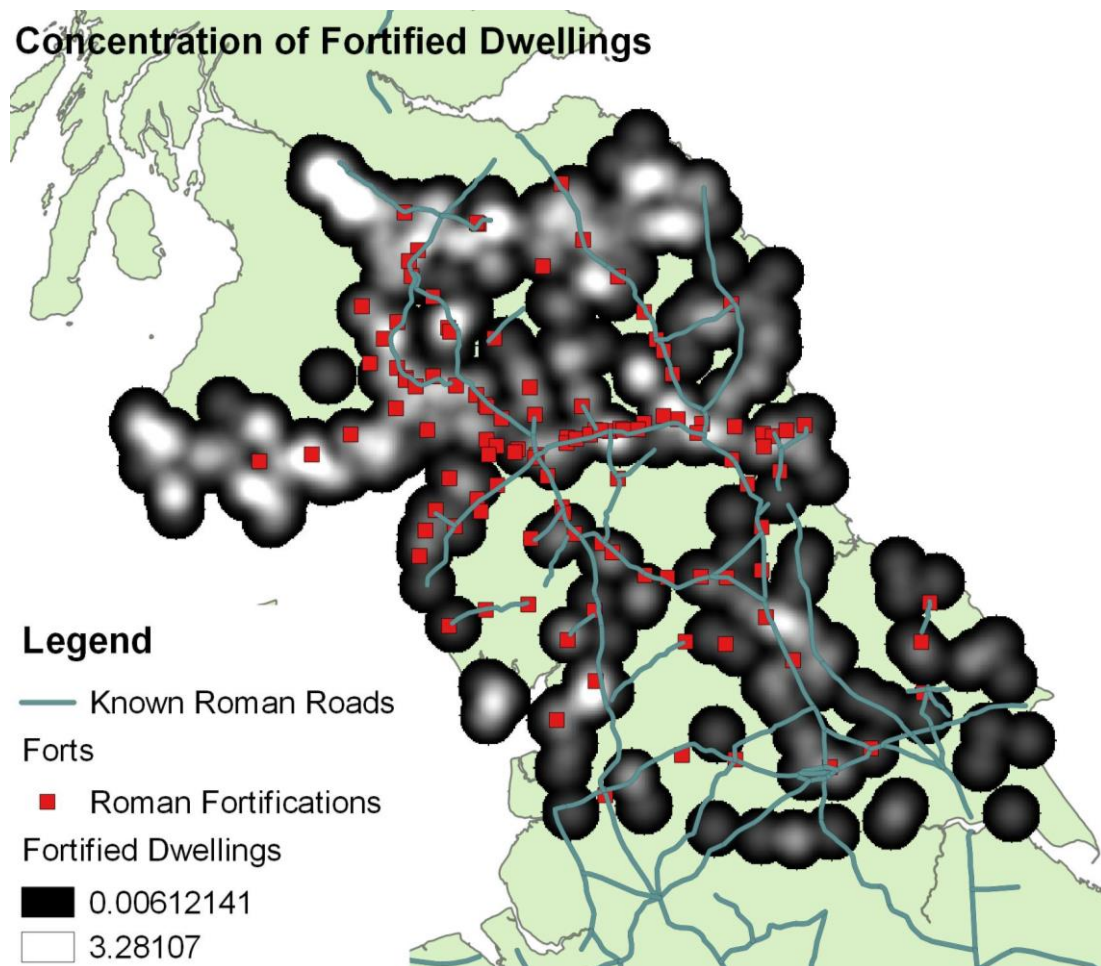 Concentration of Fortified Dwellings
Legend
Known Roman Roads
Forts
Roman Fortifications
Fortified Dwellings
0.00612141
3.28107